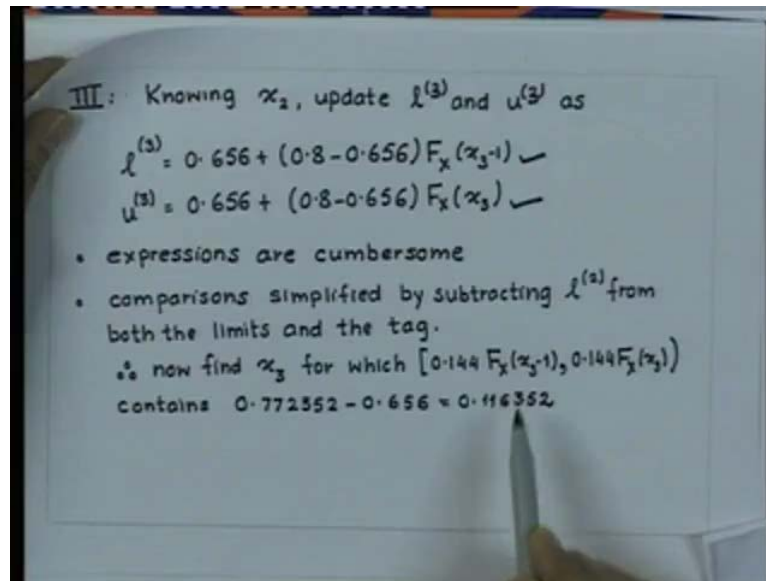 III: Knowing x₂, update l⁽³⁾ and u⁽³⁾ as
l⁽³⁾ = 0.656 + (0.8-0.656) Fₓ(x₃-1) ✓
u⁽³⁾ = 0.656 + (0.8-0.656) Fₓ(x₃) ✓
• expressions are cumbersome
• comparisons simplified by subtracting l⁽²⁾ from
both the limits and the tag.
∴ now find x₃ for which [0.144 Fₓ(x₃-1), 0.144 Fₓ(x₃))
contains 0.772352 - 0.656 = 0.116352